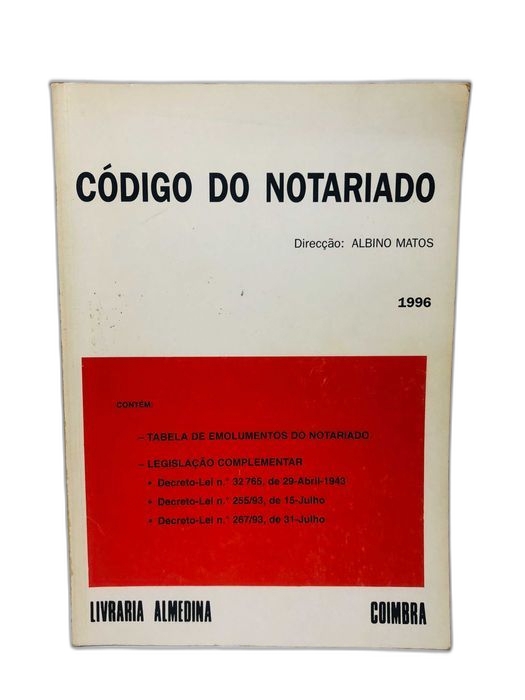 CÓDIGO DO NOTARIADO
Direcção: ALBINO MATOS
1996
CONTÉM:
– TABELA DE EMOLUMENTOS DO NOTARIADO
– LEGISLAÇÃO COMPLEMENTAR
• Decreto-Lei n.° 32 765, de 29-Abril-1943
• Decreto-Lei n.° 255/93, de 15-Julho
• Decreto-Lei n.° 267/93, de 31-Julho
LIVRARIA ALMEDINA COIMBRA